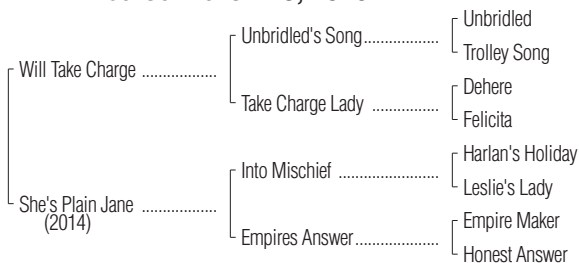 Unbridled
Unbridled's Song..................
Trolley Song
Will Take Charge ..................
Dehere
Take Charge Lady ................
Felicita
Harlan's Holiday
Into Mischief ........................
Leslie's Lady
She's Plain Jane ..................
(2014)
Empire Maker
Empires Answer....................
Honest Answer